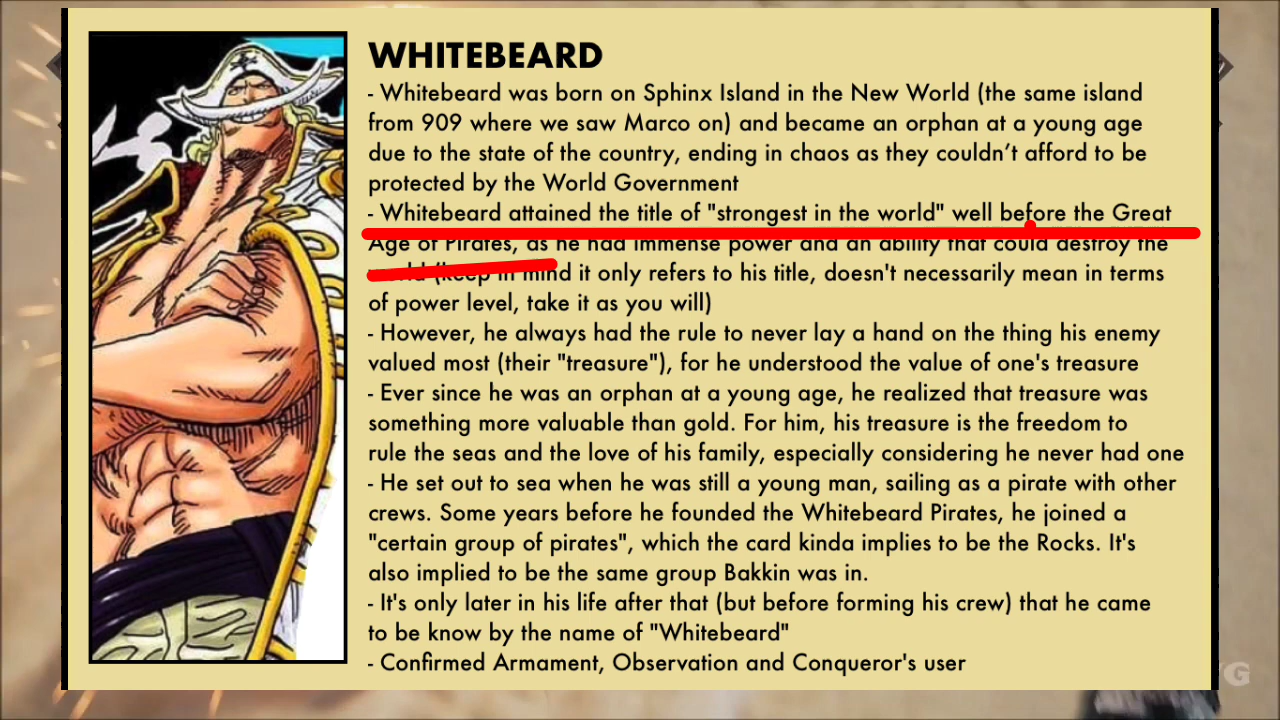 WHITEBEARD
- Whitebeard was born on Sphinx Island in the New World (the same island
from 909 where we saw Marco on) and became an orphan at a young age
due to the state of the country, ending in chaos as they couldn’t afford to be
protected by the World Government
- Whitebeard attained the title of "strongest in the world" well before the Great
Age of Pirates, as he had immense power and an ability that could destroy the
world (keep in mind it only refers to his title, doesn't necessarily mean in terms
of power level, take it as you will)
- However, he always had the rule to never lay a hand on the thing his enemy
valued most (their "treasure"), for he understood the value of one's treasure
- Ever since he was an orphan at a young age, he realized that treasure was
something more valuable than gold. For him, his treasure is the freedom to
rule the seas and the love of his family, especially considering he never had one
- He set out to sea when he was still a young man, sailing as a pirate with other
crews. Some years before he founded the Whitebeard Pirates, he joined a
"certain group of pirates", which the card kinda implies to be the Rocks. It's
also implied to be the same group Bakkin was in.
- It's only later in his life after that (but before forming his crew) that he came
to be know by the name of "Whitebeard"
- Confirmed Armament, Observation and Conqueror's user